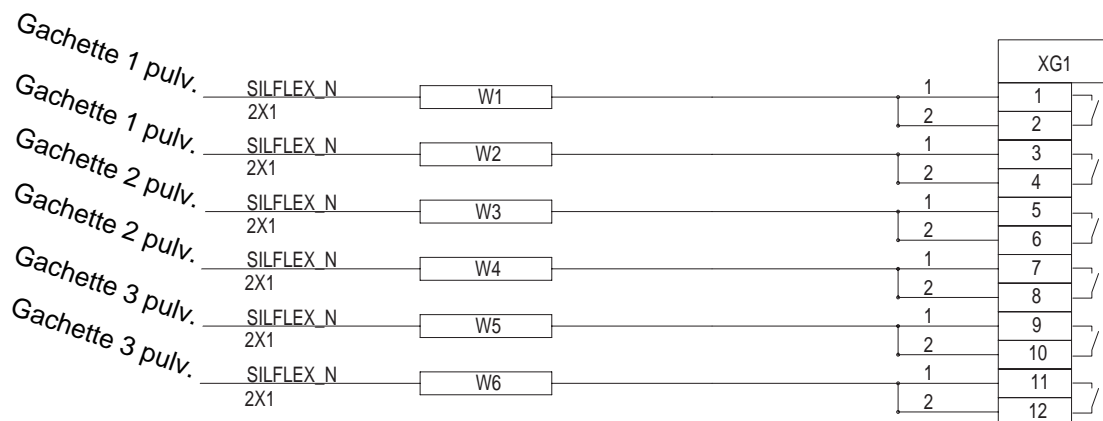 XG1
Gachette 1 pulv. SILFLEX_N W1 1 1
2X1 2 2
Gachette 1 pulv. SILFLEX_N W2 1 3
2X1 2 4
Gachette 2 pulv. SILFLEX_N W3 1 5
2X1 2 6
Gachette 2 pulv. SILFLEX_N W4 1 7
2X1 2 8
Gachette 3 pulv. SILFLEX_N W5 1 9
2X1 2 10
Gachette 3 pulv. SILFLEX_N W6 1 11
2X1 2 12